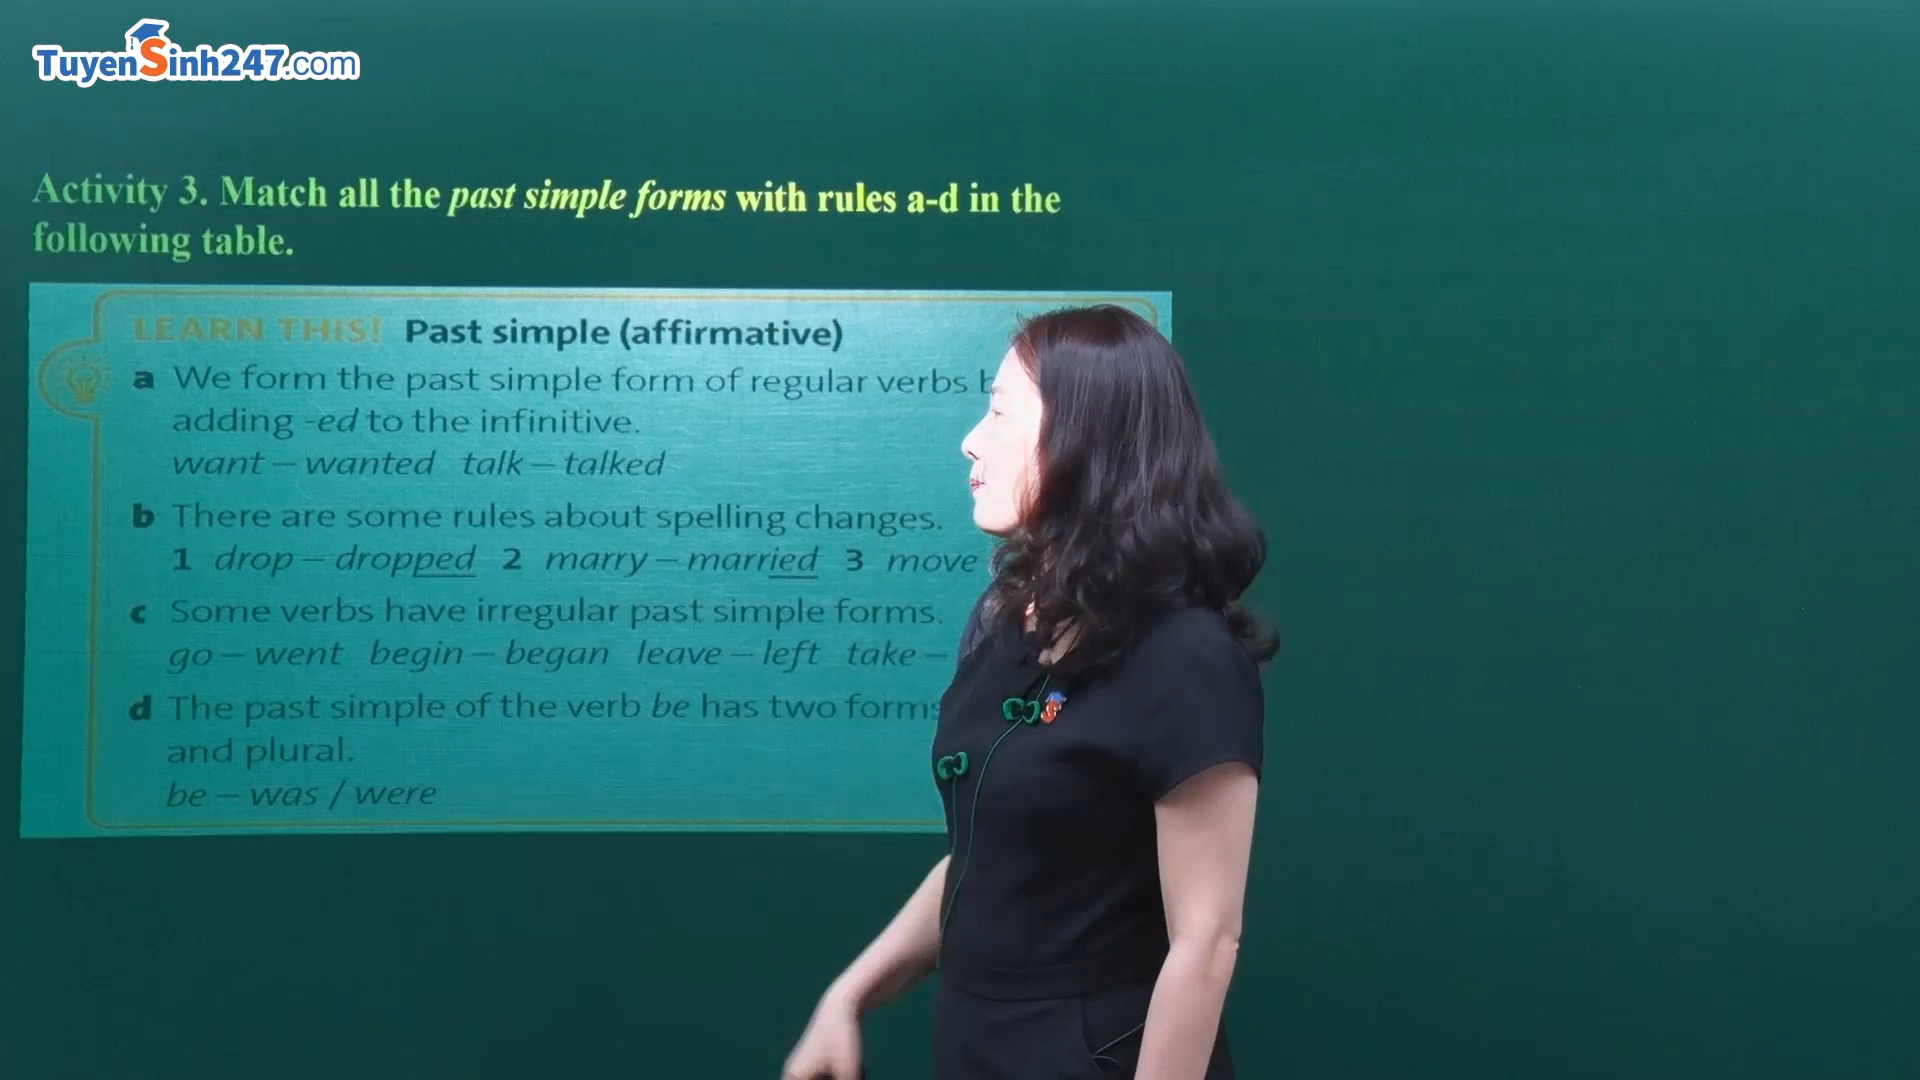 TuyenSinh247.com
Activity 3. Match all the past simple forms with rules a-d in the
following table.
LEARN THIS! Past simple (affirmative)
a We form the past simple form of regular verbs
adding -ed to the infinitive.
want – wanted talk – talked
b There are some rules about spelling changes.
1 drop – dropped 2 marry – married 3 move
c Some verbs have irregular past simple forms.
go – went begin – began leave – left take –
d The past simple of the verb be has two forms
and plural.
be – was / were